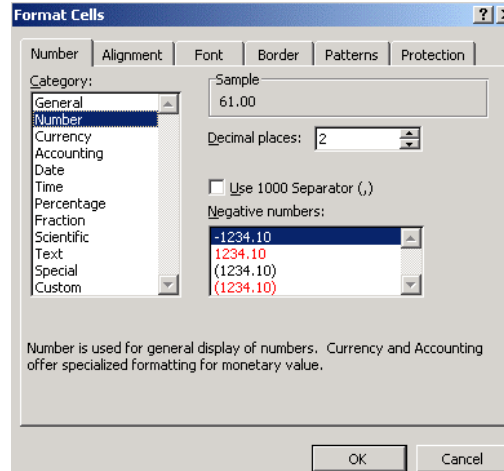 Format Cells
Number Alignment Font Border Patterns Protection
Category:
General
Number
Currency
Accounting
Date
Time
Percentage
Fraction
Scientific
Text
Special
Custom
Sample
61.00
Decimal places: 2
Use 1000 Separator (,)
Negative numbers:
-1234.10
1234.10
(1234.10)
(1234.10)
Number is used for general display of numbers. Currency and Accounting
offer specialized formatting for monetary value.
OK Cancel